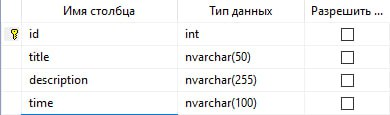 Имя столбца Тип данных Разрешить ...
id int
title nvarchar(50)
description nvarchar(255)
time nvarchar(100)